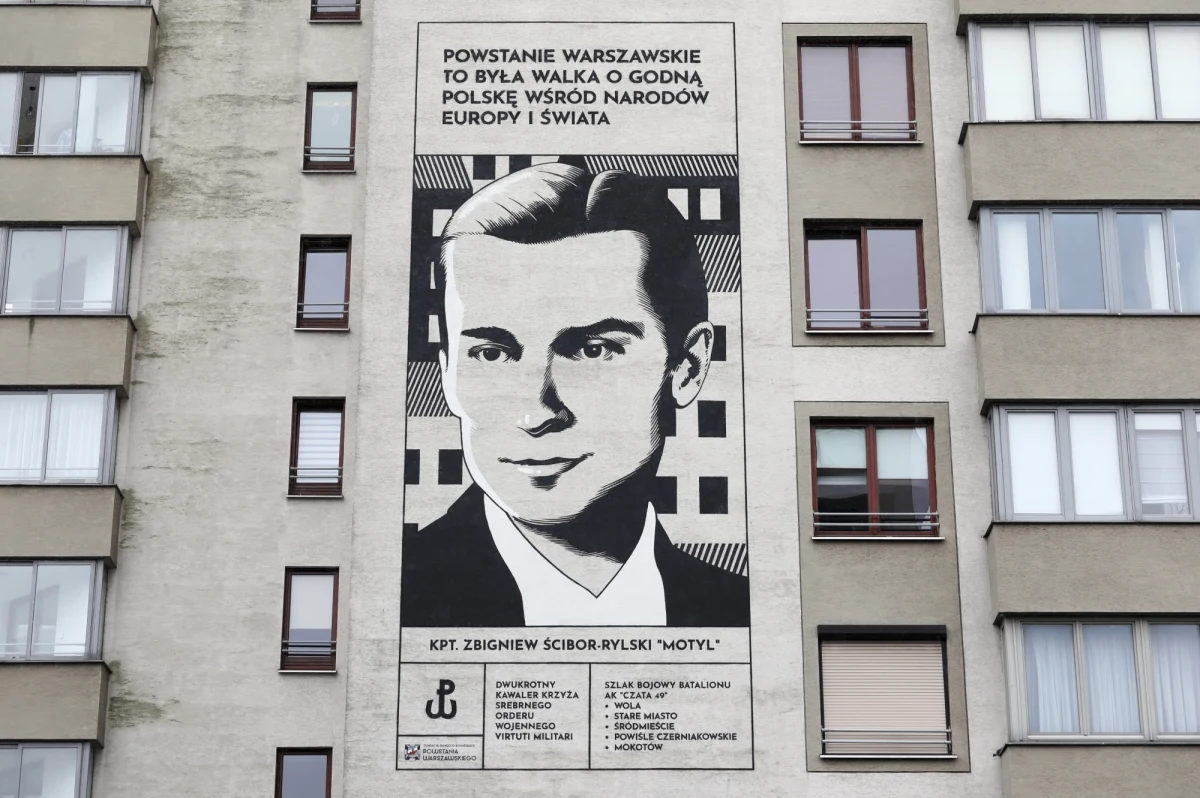 POWSTANIE WARSZAWSKIE
TO BYŁA WALKA O GODNĄ
POLSKĘ WŚRÓD NARODÓW
EUROPY I ŚWIATA
KPT. ZBIGNIEW ŚCIBOR-RYLSKI "MOTYL"
DWUKROTNY
KAWALER KRZYŻA
SREBRNEGO
ORDERU
WOJENNEGO
VIRTUTI MILITARI
SZLAK BOJOWY BATALIONU
AK "CZATA 49"
• WOLA
• STARE MIASTO
• ŚRÓDMIEŚCIE
• POWIŚLE CZERNIAKOWSKIE
• MOKOTÓW
POWSTANIA
WARSZAWSKIEGO